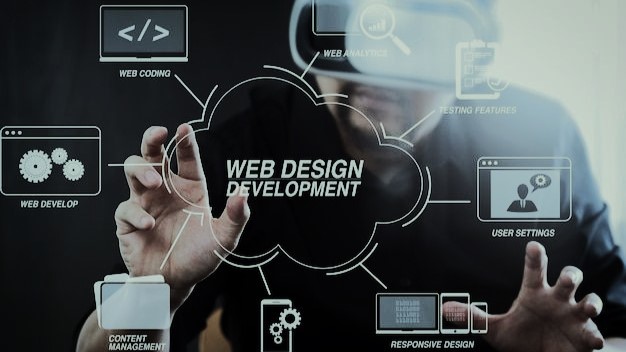 </>
WEB CODING
WEB ANALYTICS
TESTING FEATURES
WEB DESIGN
DEVELOPMENT
WEB DEVELOP
USER SETTINGS
CONTENT
MANAGEMENT
RESPONSIVE DESIGN